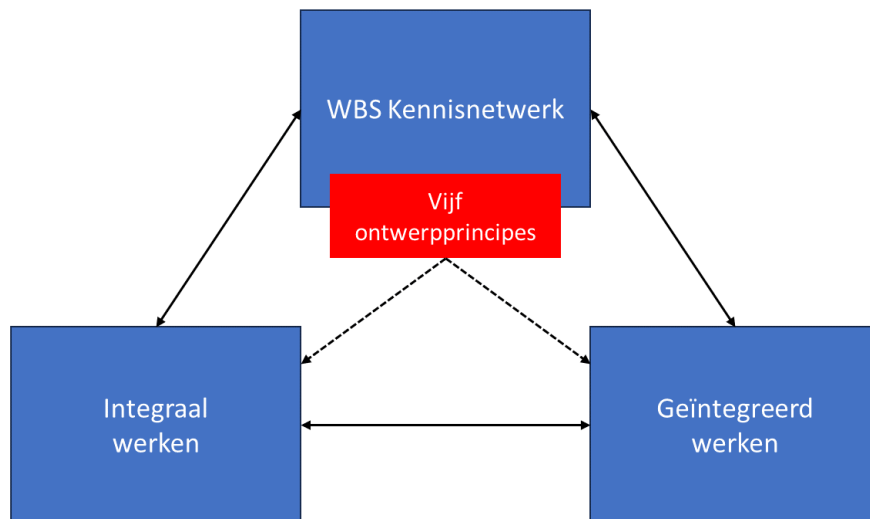 WBS Kennisnetwerk
Vijf
ontwerpprincipes
Integraal
werken
Geïntegreerd
werken